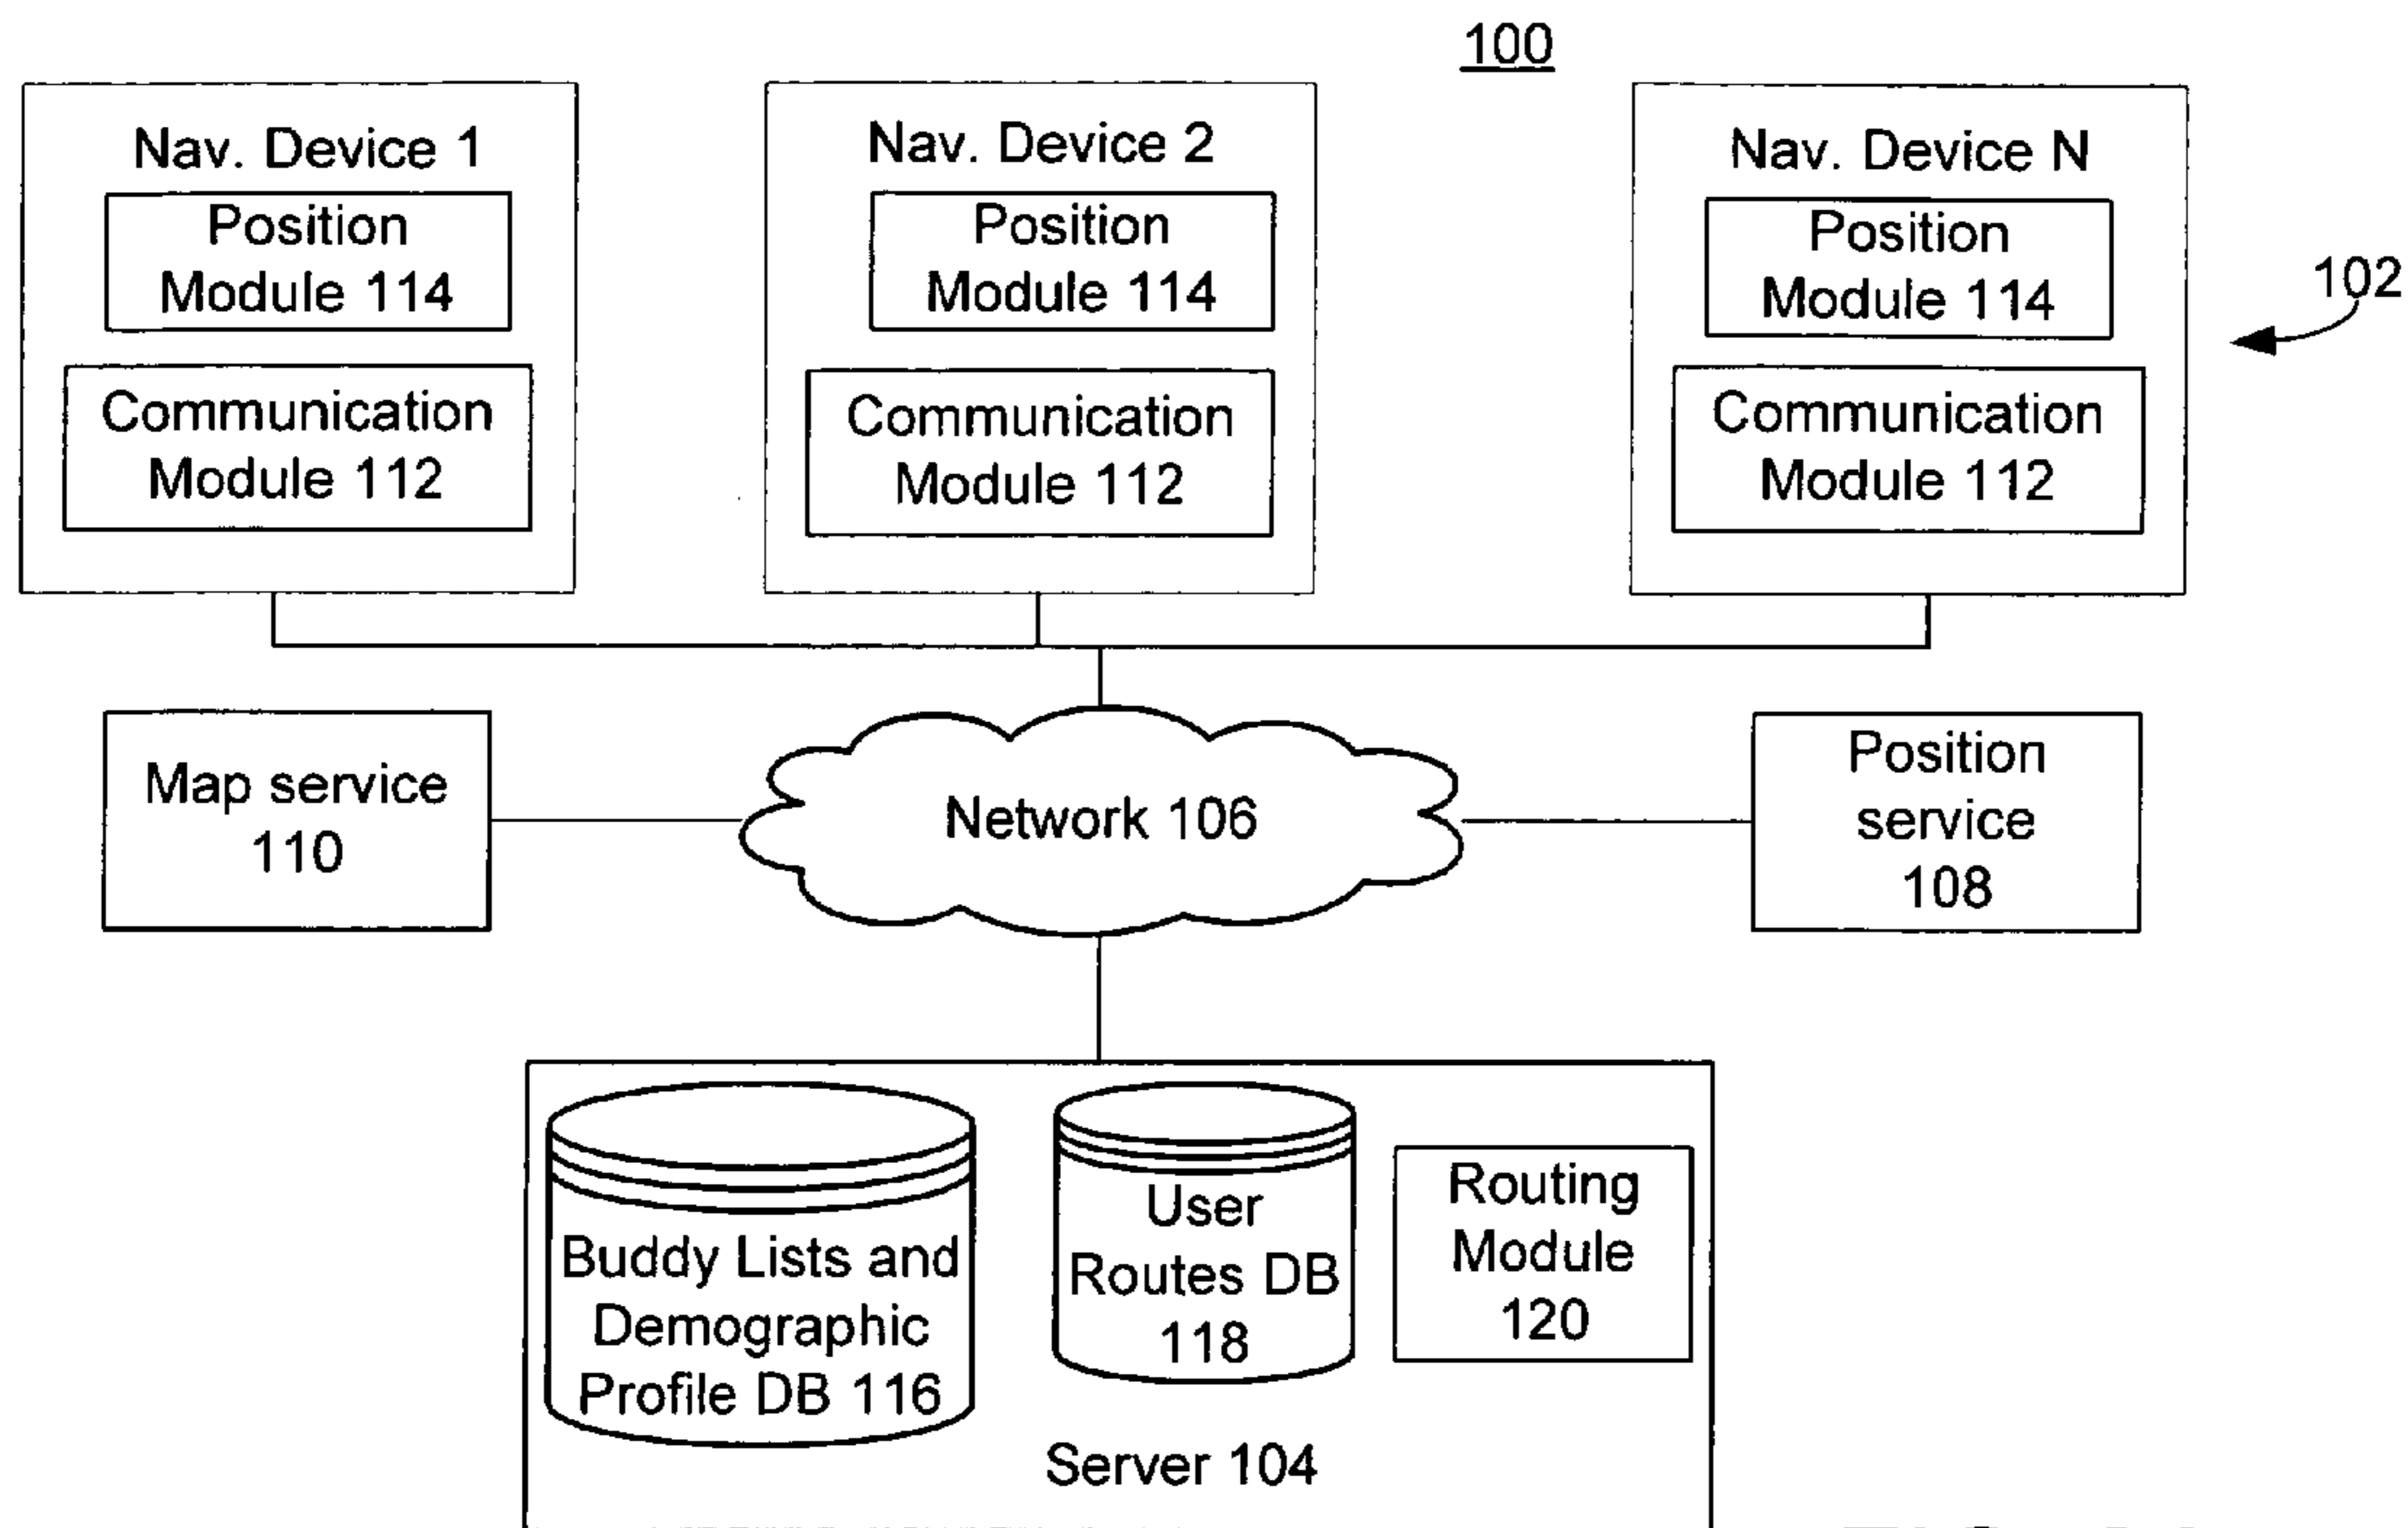 100
Nav. Device 1
Position
Module 114
Communication
Module 112
Nav. Device 2
Position
Module 114
Communication
Module 112
Nav. Device N
Position
Module 114
Communication
Module 112
102
Map service
110
Network 106
Position
service
108
Buddy Lists and
Demographic
Profile DB 116
User
Routes DB
118
Routing
Module
120
Server 104